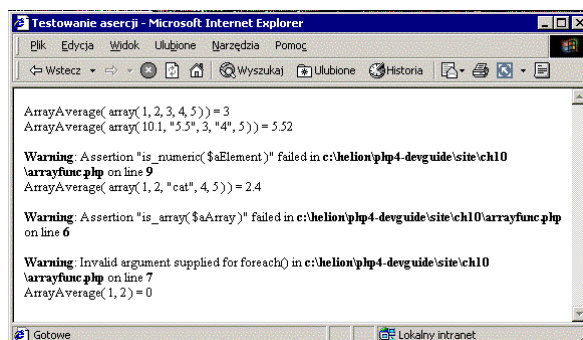 Testowanie asercji - Microsoft Internet Explorer
Plik Edycja Widok Ulubione Narzędzia Pomoc
Wstecz Wyszukaj Ulubione Historia
ArrayAverage( array( 1, 2, 3, 4, 5 ) ) = 3
ArrayAverage( array( 10.1, "5.5", 3, "4", 5 ) ) = 5.52
Warning: Assertion "is_numeric( $aElement )" failed in c:\helion\php4-devguide\site\ch10
\arrayfunc.php on line 9
ArrayAverage( array( 1, 2, "cat", 4, 5 ) ) = 2.4
Warning: Assertion "is_array( $aArray )" failed in c:\helion\php4-devguide\site\ch10\arrayfunc.php
on line 6
Warning: Invalid argument supplied for foreach() in c:\helion\php4-devguide\site\ch10
\arrayfunc.php on line 7
ArrayAverage( 1, 2 ) = 0
Gotowe Lokalny intranet